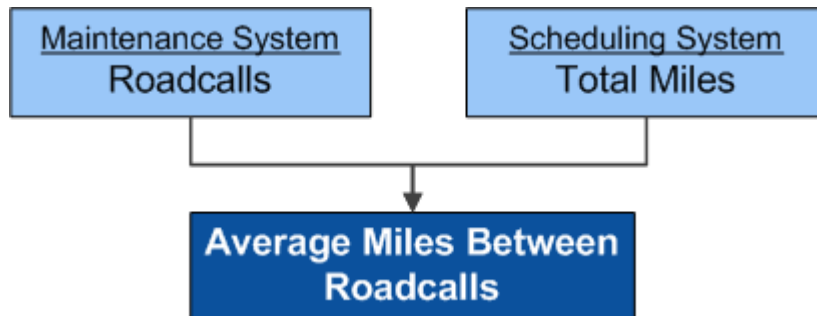 Maintenance System
Roadcalls
Scheduling System
Total Miles
Average Miles Between
Roadcalls